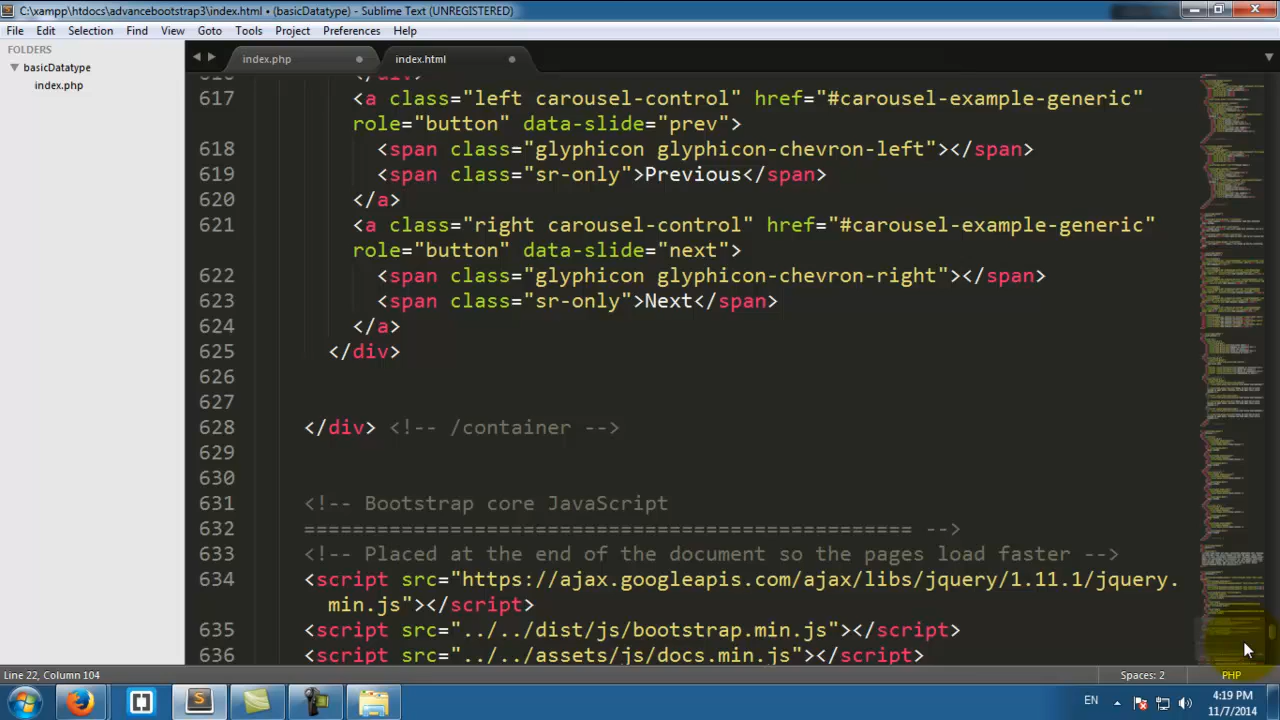 C:\xampp\htdocs\advancebootstrap3\index.html • (basicDatatype) - Sublime Text (UNREGISTERED)
File Edit Selection Find View Goto Tools Project Preferences Help
FOLDERS
basicDatatype
index.php
index.php
index.html
616 </div>
617 <a class="left carousel-control" href="#carousel-example-generic"
role="button" data-slide="prev">
618 <span class="glyphicon glyphicon-chevron-left"></span>
619 <span class="sr-only">Previous</span>
620 </a>
621 <a class="right carousel-control" href="#carousel-example-generic"
role="button" data-slide="next">
622 <span class="glyphicon glyphicon-chevron-right"></span>
623 <span class="sr-only">Next</span>
624 </a>
625 </div>
626
627
628 </div> <!-- /container -->
629
630
631 <!-- Bootstrap core JavaScript
632 ================================================== -->
633 <!-- Placed at the end of the document so the pages load faster -->
634 <script src="https://ajax.googleapis.com/ajax/libs/jquery/1.11.1/jquery.
min.js"></script>
635 <script src="../../dist/js/bootstrap.min.js"></script>
636 <script src="../../assets/js/docs.min.js"></script>
Line 22, Column 104
Spaces: 2
PHP
EN
4:19 PM
11/7/2014